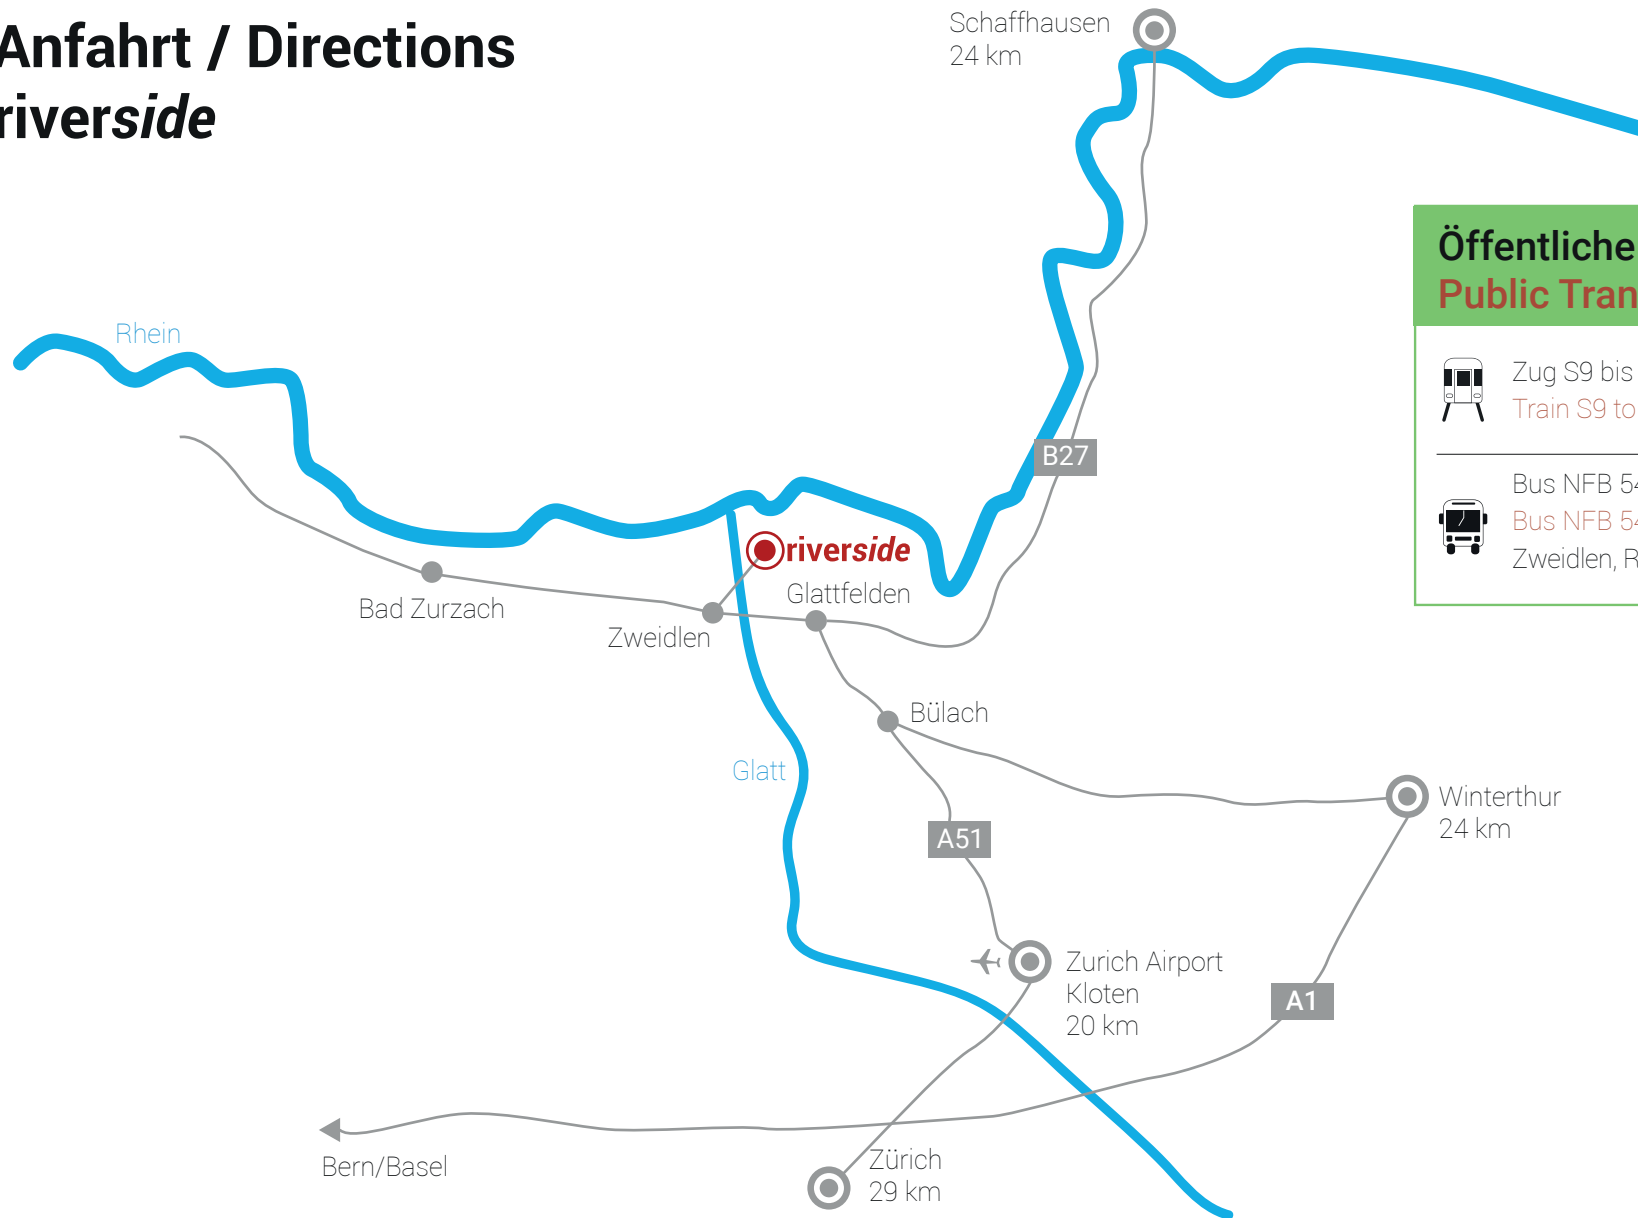 Anfahrt / Directions
riverside
Schaffhausen
24 km
Öffentliche
Public Tran
Rhein
Zug S9 bis
Train S9 to
B27
Bus NFB 54
Bus NFB 54
Zweidlen, R
riverside
Glattfelden
Bad Zurzach
Zweidlen
Bülach
Glatt
Winterthur
24 km
A51
Zurich Airport
Kloten
20 km
A1
Bern/Basel
Zürich
29 km